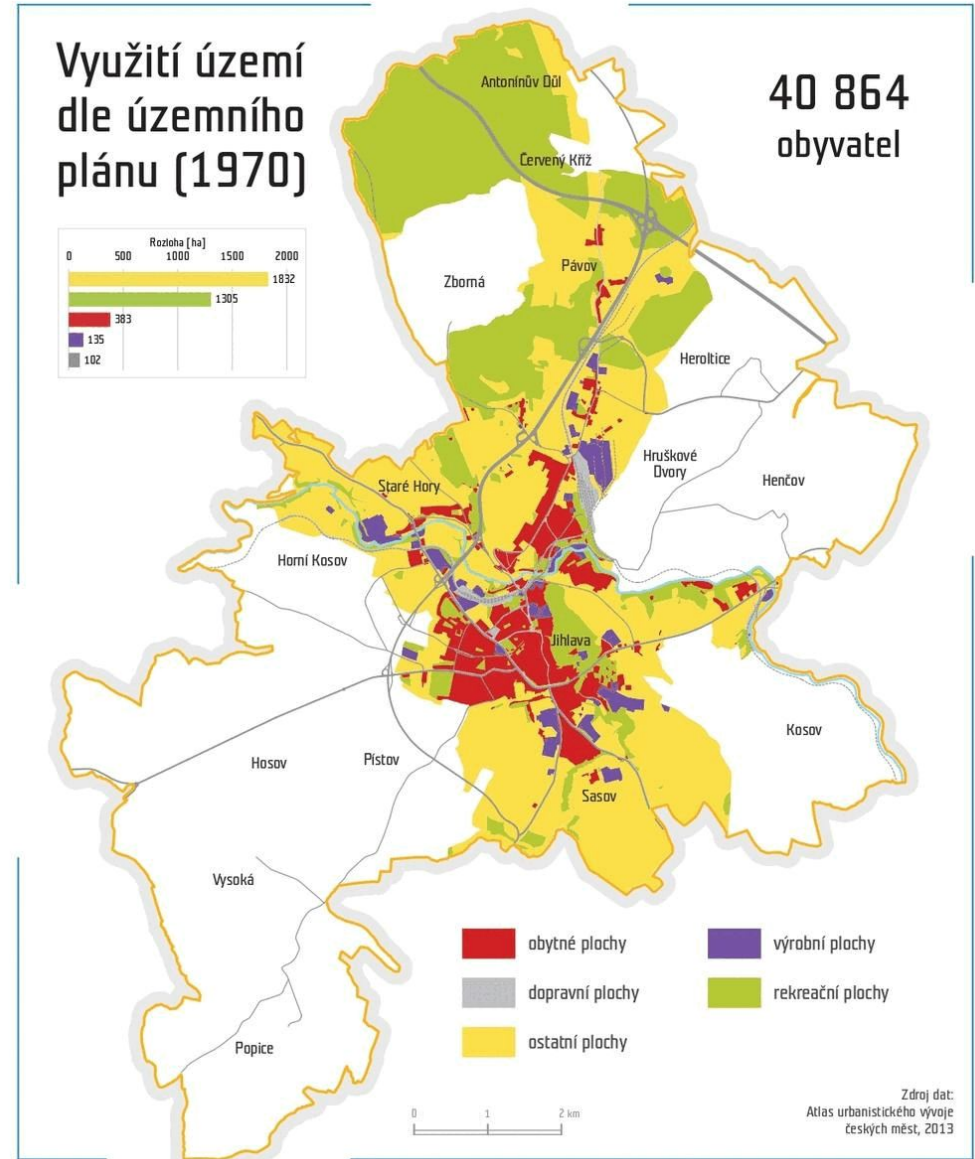 Využití území
dle územního
plánu (1970)
40 864
obyvatel
Rozloha [ha]
0 500 1000 1500 2000
1832
1305
383
135
102
Antonínův Důl
Červený Kříž
Zborná
Pávov
Heroltice
Hruškové
Dvory
Henčov
Staré Hory
Horní Kosov
Jihlava
Kosov
Hosov
Pístov
Sasov
Vysoká
Popice
obytné plochy
výrobní plochy
dopravní plochy
rekreační plochy
ostatní plochy
0 1 2 km
Zdroj dat:
Atlas urbanistického vývoje
českých měst, 2013